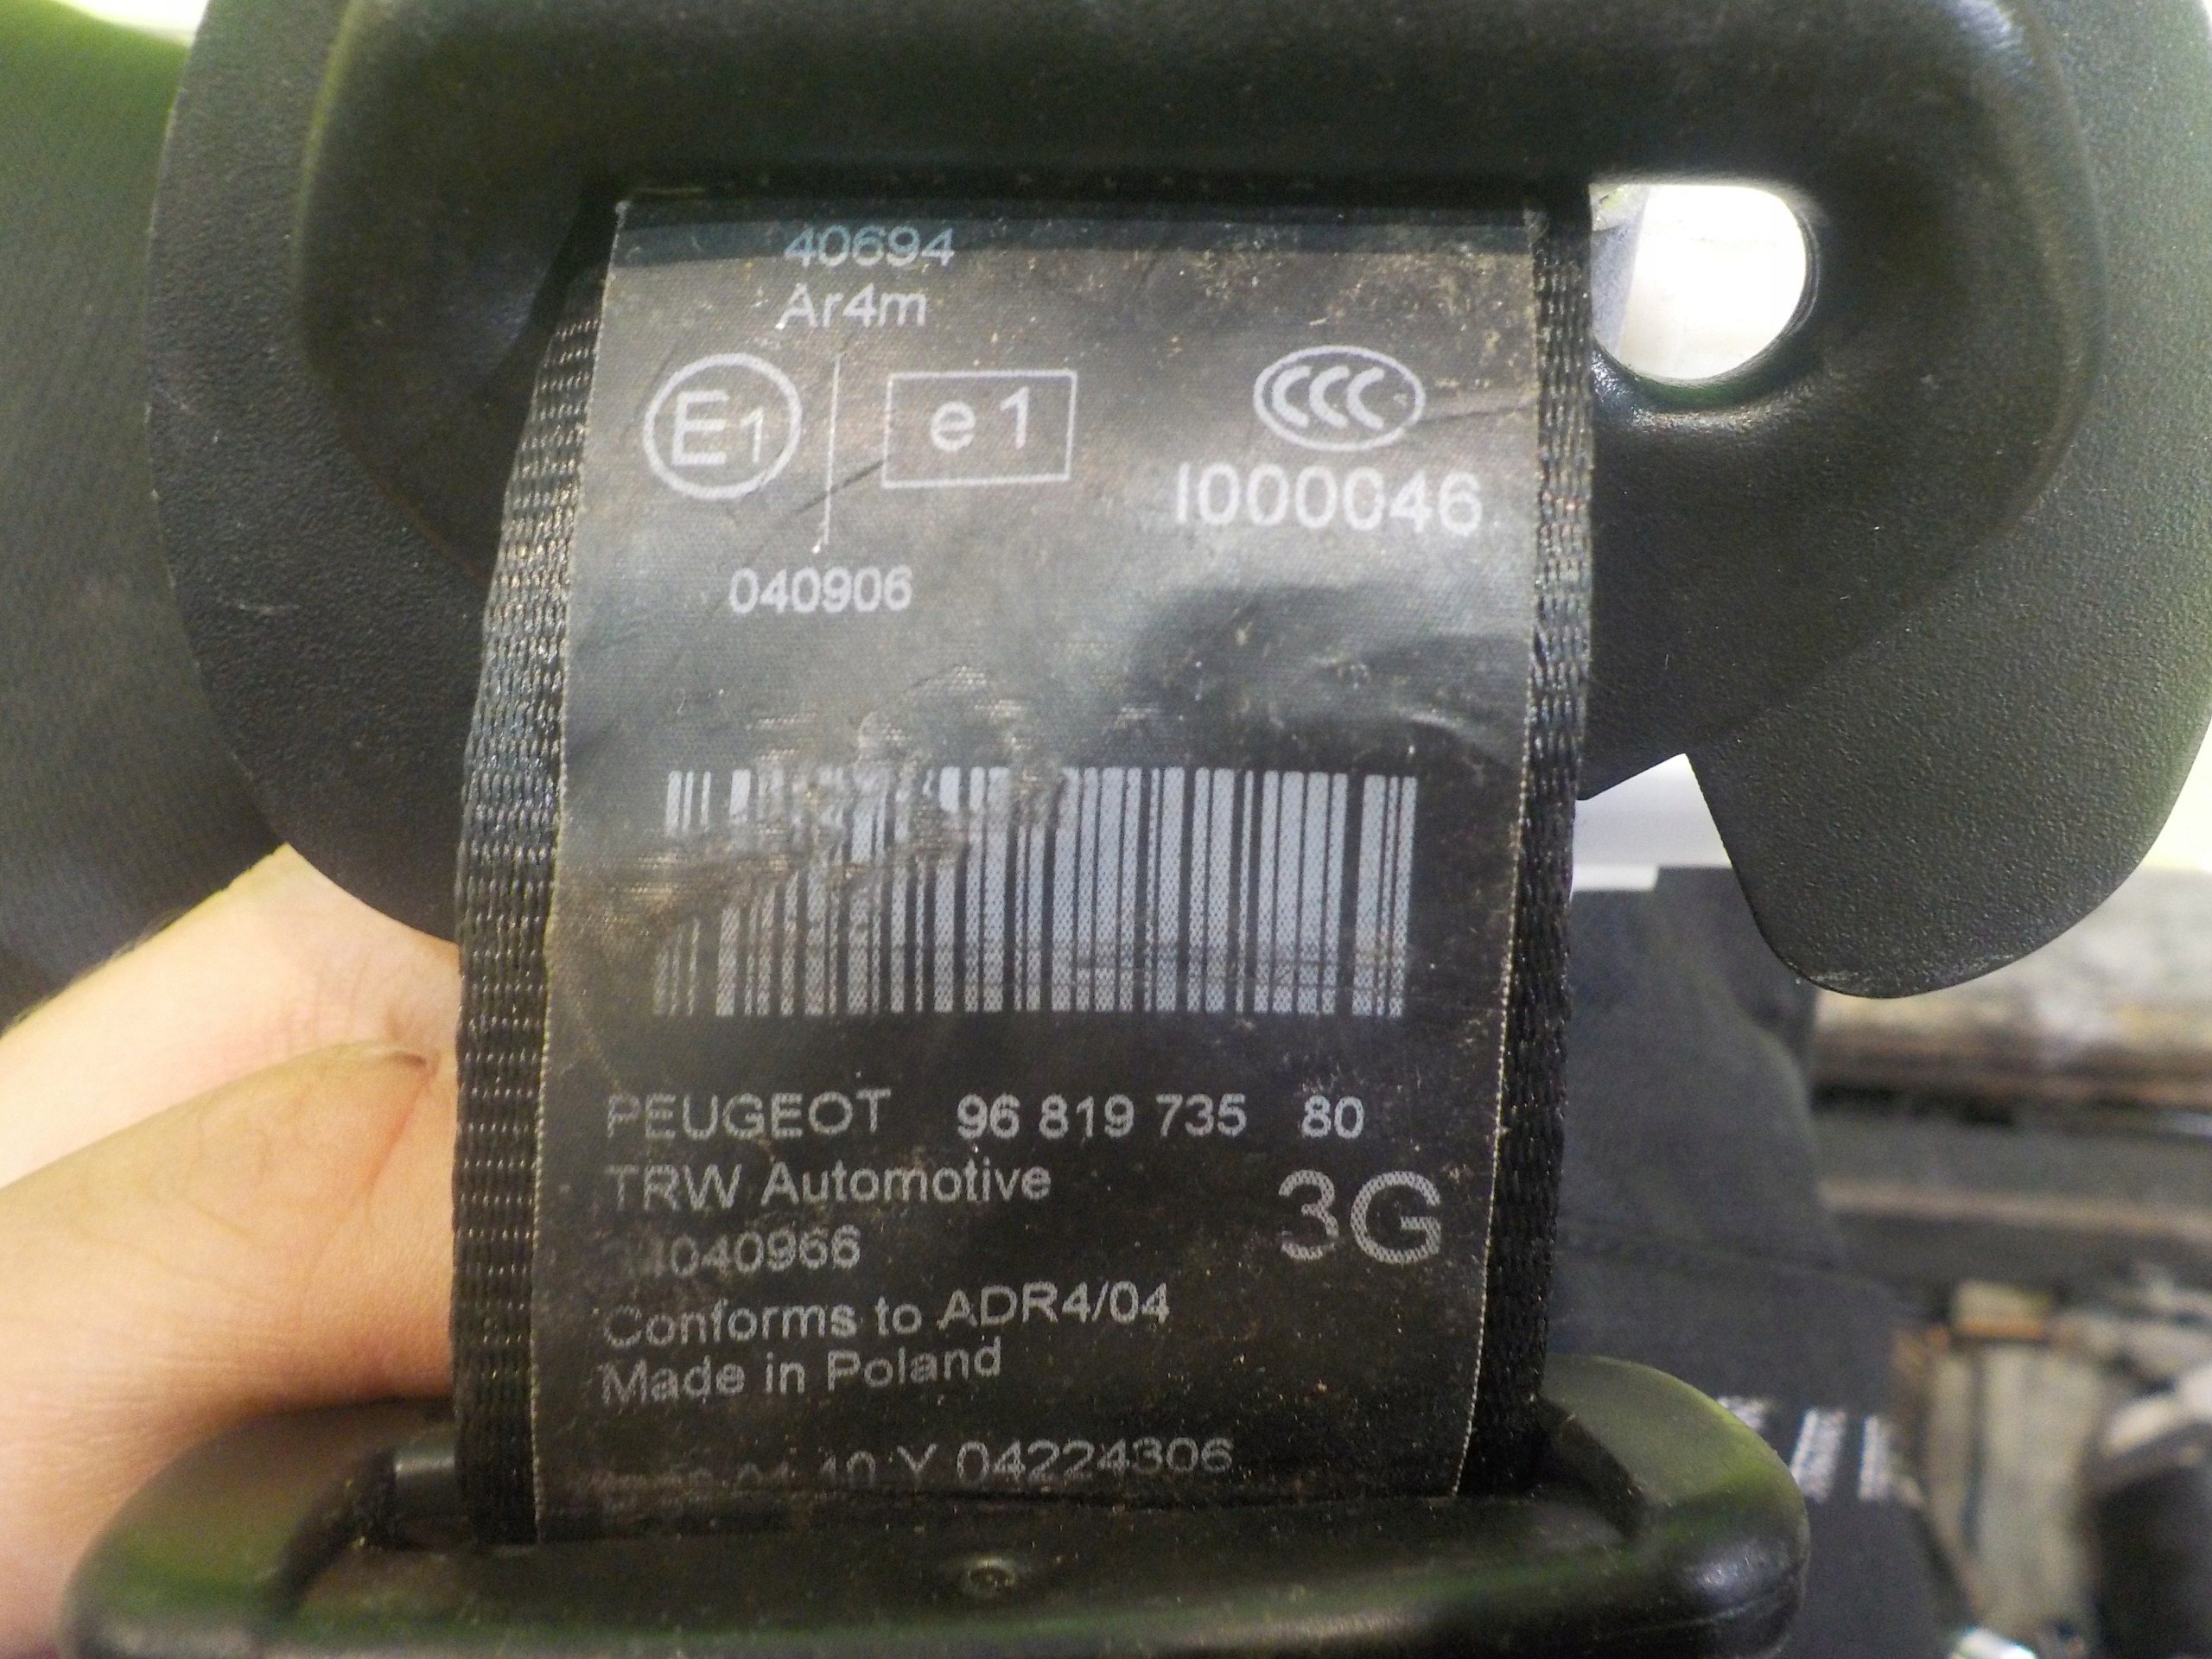 40694
Ar4m
E1 e1 CCC
I000046
040906
PEUGEOT 96 819 735 80
TRW Automotive
3G
Conforms to ADR4/04
Made in Poland
Y 04224306